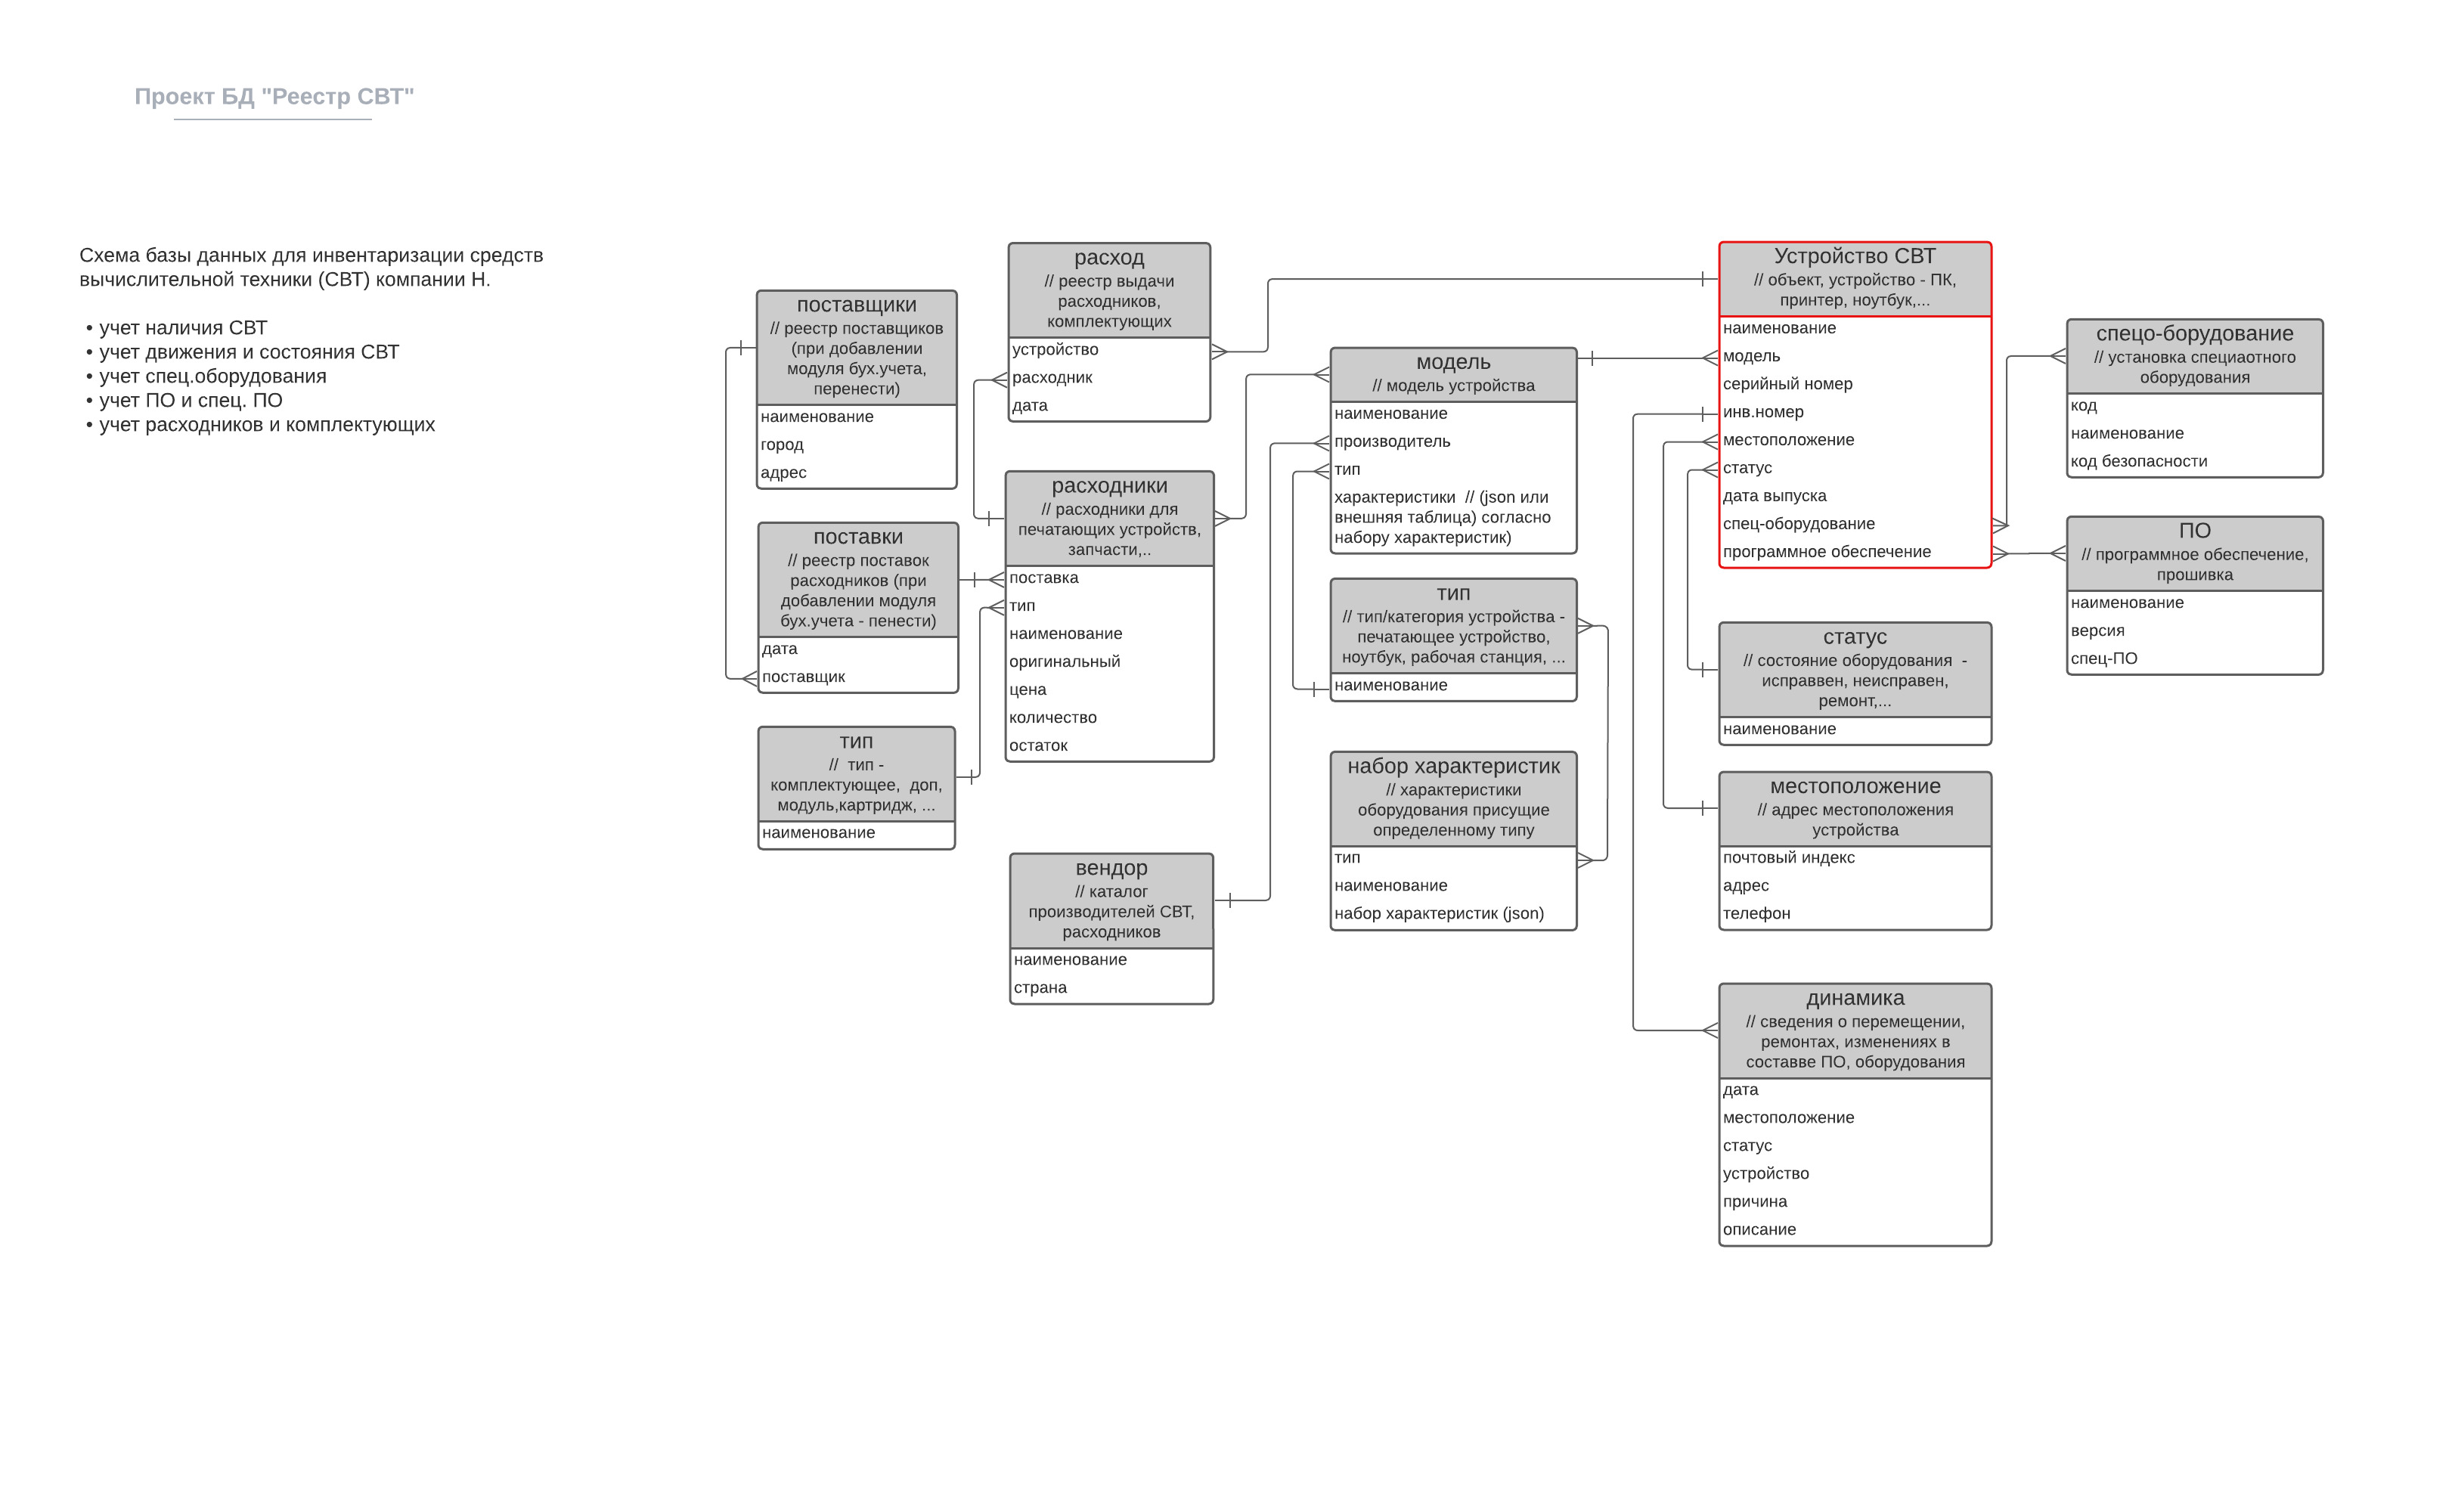 Проект БД "Реестр СВТ"
Схема базы данных для инвентаризации средств
вычислительной техники (СВТ) компании Н.
• учет наличия СВТ
• учет движения и состояния СВТ
• учет спец.оборудования
• учет ПО и спец. ПО
• учет расходников и комплектующих
поставщики
// реестр поставщиков
(при добавлении
модуля бух.учета,
перенести)
наименование
город
адрес
поставки
// реестр поставок
расходников (при
добавлении модуля
бух.учета - пенести)
дата
поставщик
тип
// тип -
комплектующее, доп,
модуль,картридж, ...
наименование
расход
// реестр выдачи
расходников,
комплектующих
устройство
расходник
дата
расходники
// расходники для
печатающих устройств,
запчасти,..
поставка
тип
наименование
оригинальный
цена
количество
остаток
вендор
// каталог
производителей СВТ,
расходников
наименование
страна
модель
// модель устройства
наименование
производитель
тип
характеристики // (json или
внешняя таблица) согласно
набору характеристик)
тип
// тип/категория устройства -
печатающее устройство,
ноутбук, рабочая станция, ...
наименование
набор характеристик
// характеристики
оборудования присущие
определенному типу
тип
наименование
набор характеристик (json)
Устройство СВТ
// объект, устройство - ПК,
принтер, ноутбук,...
наименование
модель
серийный номер
инв.номер
местоположение
статус
дата выпуска
спец-оборудование
программное обеспечение
статус
// состояние оборудования -
исправвен, неисправен,
ремонт,...
наименование
местоположение
// адрес местоположения
устройства
почтовый индекс
адрес
телефон
динамика
// сведения о перемещении,
ремонтах, изменениях в
составве ПО, оборудования
дата
местоположение
статус
устройство
причина
описание
спецо-борудование
// установка специаотного
оборудования
код
наименование
код безопасности
ПО
// программное обеспечение,
прошивка
наименование
версия
спец-ПО